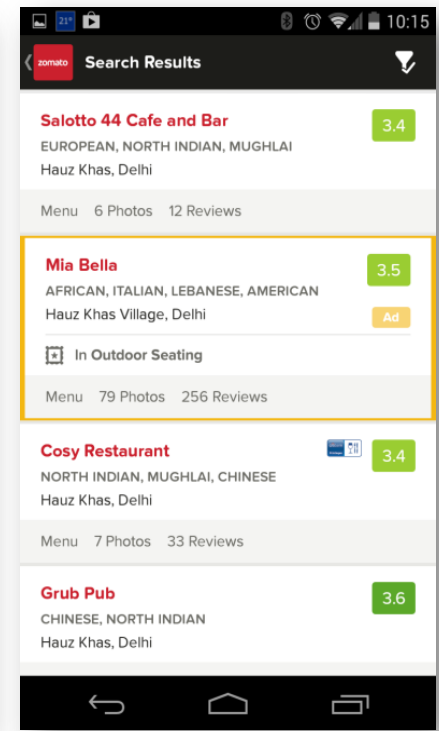 21° 10:15
zomato Search Results
Salotto 44 Cafe and Bar 3.4
EUROPEAN, NORTH INDIAN, MUGHLAI
Hauz Khas, Delhi
Menu 6 Photos 12 Reviews
Mia Bella 3.5
AFRICAN, ITALIAN, LEBANESE, AMERICAN
Hauz Khas Village, Delhi Ad
In Outdoor Seating
Menu 79 Photos 256 Reviews
Cosy Restaurant 3.4
NORTH INDIAN, MUGHLAI, CHINESE
Hauz Khas, Delhi
Menu 7 Photos 33 Reviews
Grub Pub 3.6
CHINESE, NORTH INDIAN
Hauz Khas, Delhi